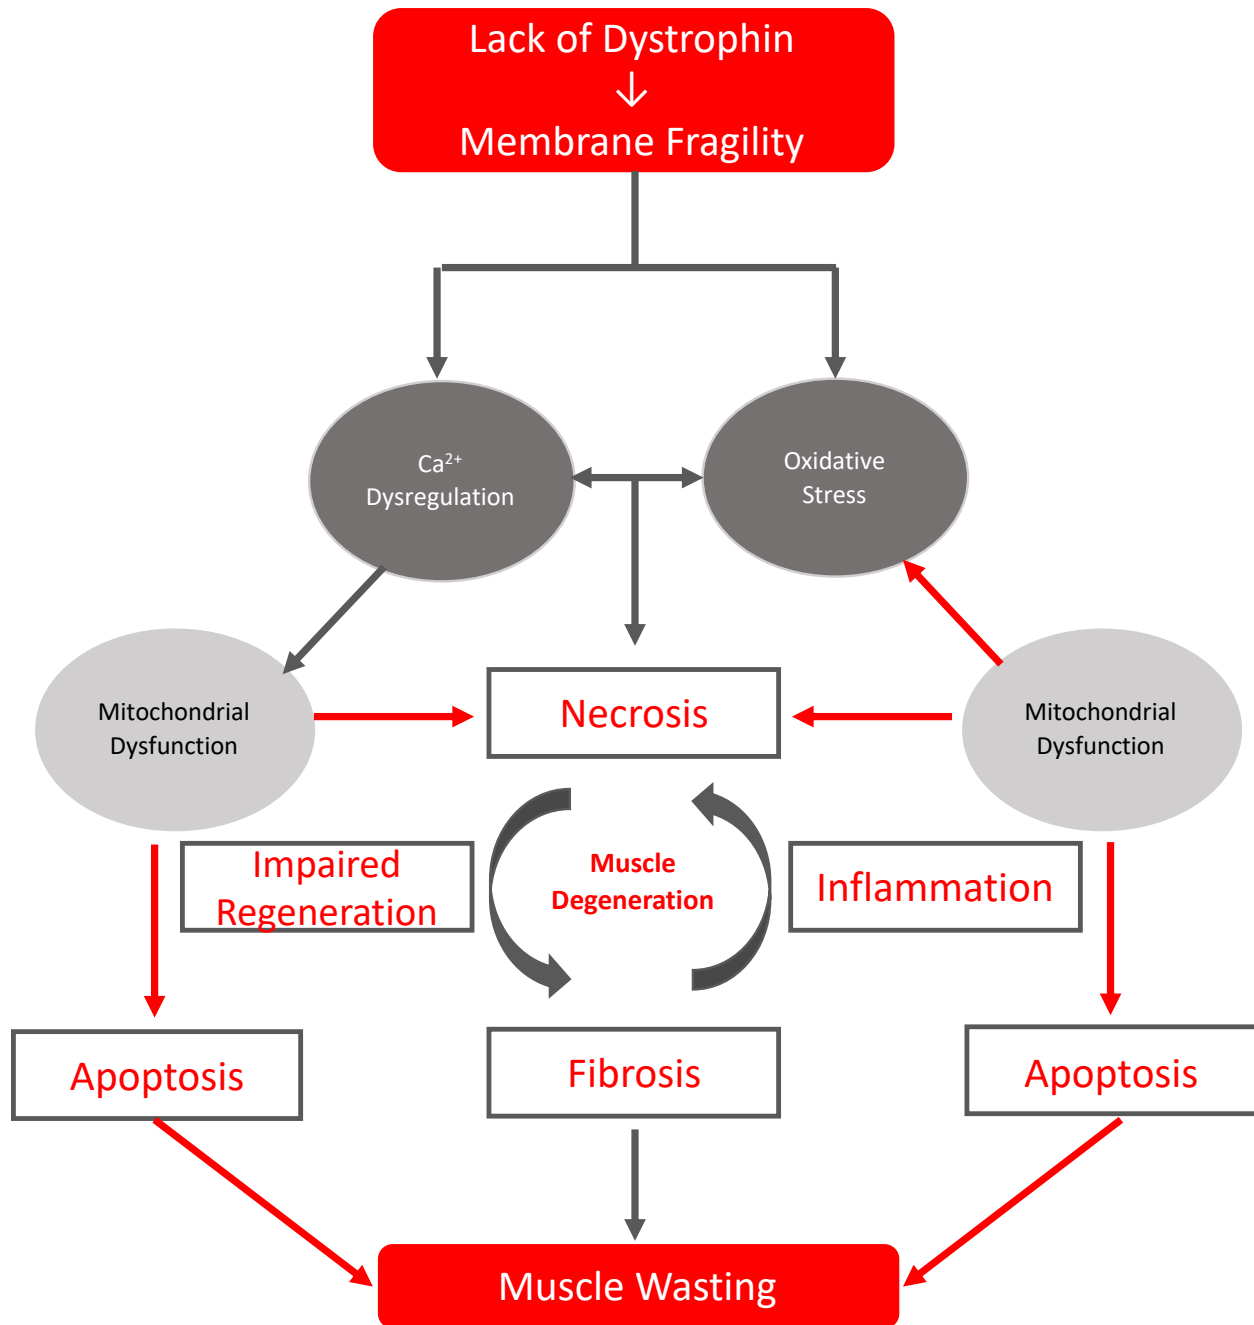 Lack of Dystrophin
↓
Membrane Fragility
Ca²⁺
Dysregulation
Oxidative
Stress
Mitochondrial
Dysfunction
Necrosis
Mitochondrial
Dysfunction
Impaired
Regeneration
Muscle
Degeneration
Inflammation
Apoptosis
Fibrosis
Apoptosis
Muscle Wasting